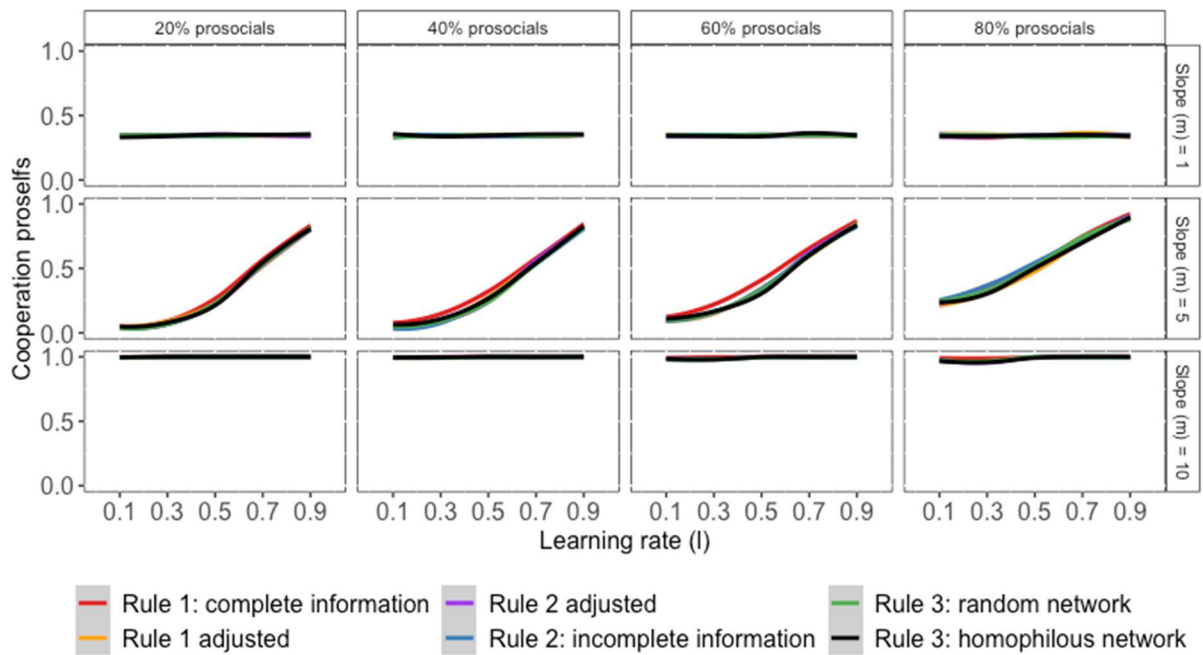 20% prosocials 40% prosocials 60% prosocials 80% prosocials
Cooperation proselfs
1.0
0.5
0.0
Slope (m) = 1
1.0
0.5
0.0
Slope (m) = 5
1.0
0.5
0.0
Slope (m) = 10
0.1 0.3 0.5 0.7 0.9 0.1 0.3 0.5 0.7 0.9 0.1 0.3 0.5 0.7 0.9 0.1 0.3 0.5 0.7 0.9
Learning rate (l)
Rule 1: complete information Rule 2 adjusted Rule 3: random network
Rule 1 adjusted Rule 2: incomplete information Rule 3: homophilous network